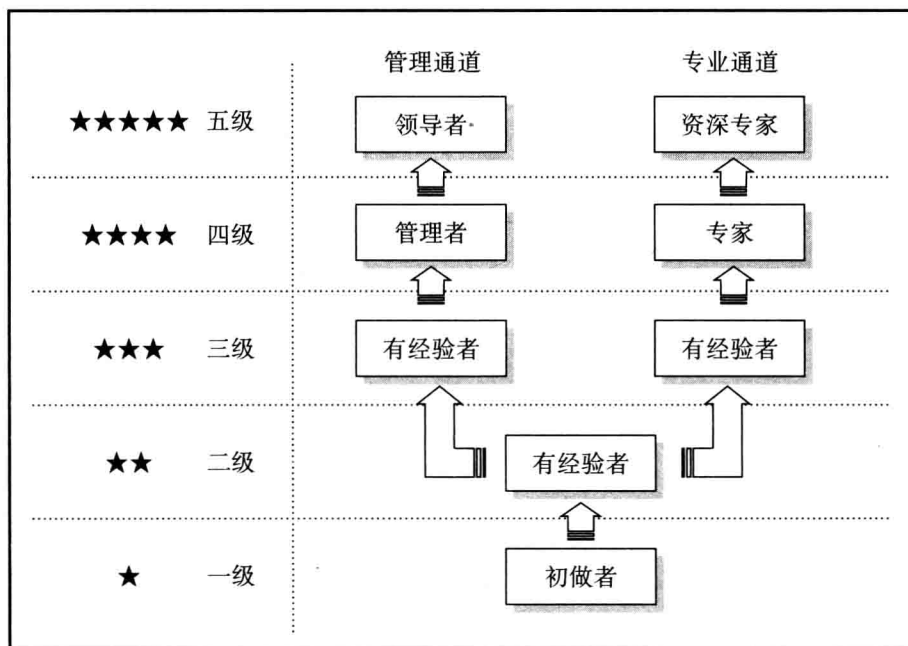 管理通道 专业通道
★★★★★ 五级 领导者 资深专家
★★★★ 四级 管理者 专家
★★★ 三级 有经验者 有经验者
★★ 二级 有经验者
★ 一级 初做者